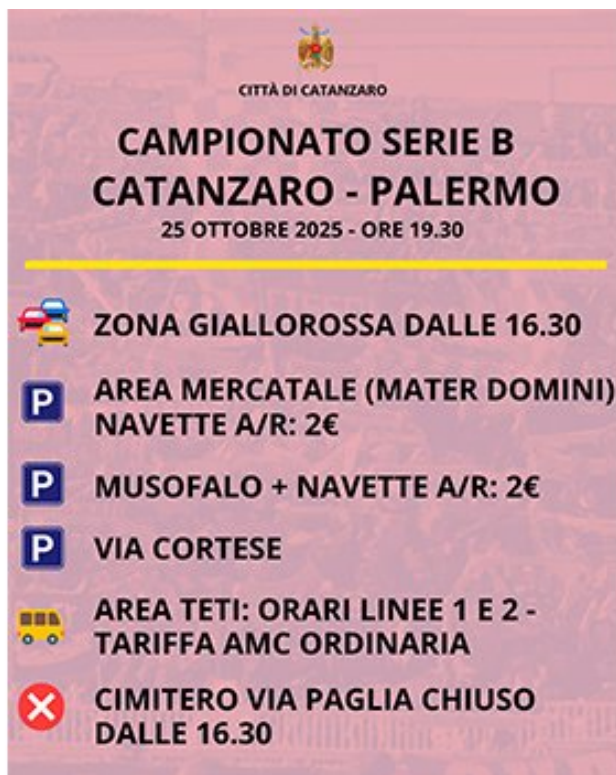 CITTÀ DI CATANZARO
CAMPIONATO SERIE B
CATANZARO - PALERMO
25 OTTOBRE 2025 - ORE 19.30
ZONA GIALLOROSSA DALLE 16.30
P AREA MERCATALE (MATER DOMINI)
NAVETTE A/R: 2€
P MUSOFALO + NAVETTE A/R: 2€
P VIA CORTESE
AREA TETI: ORARI LINEE 1 E 2 -
TARIFFA AMC ORDINARIA
CIMITERO VIA PAGLIA CHIUSO
DALLE 16.30